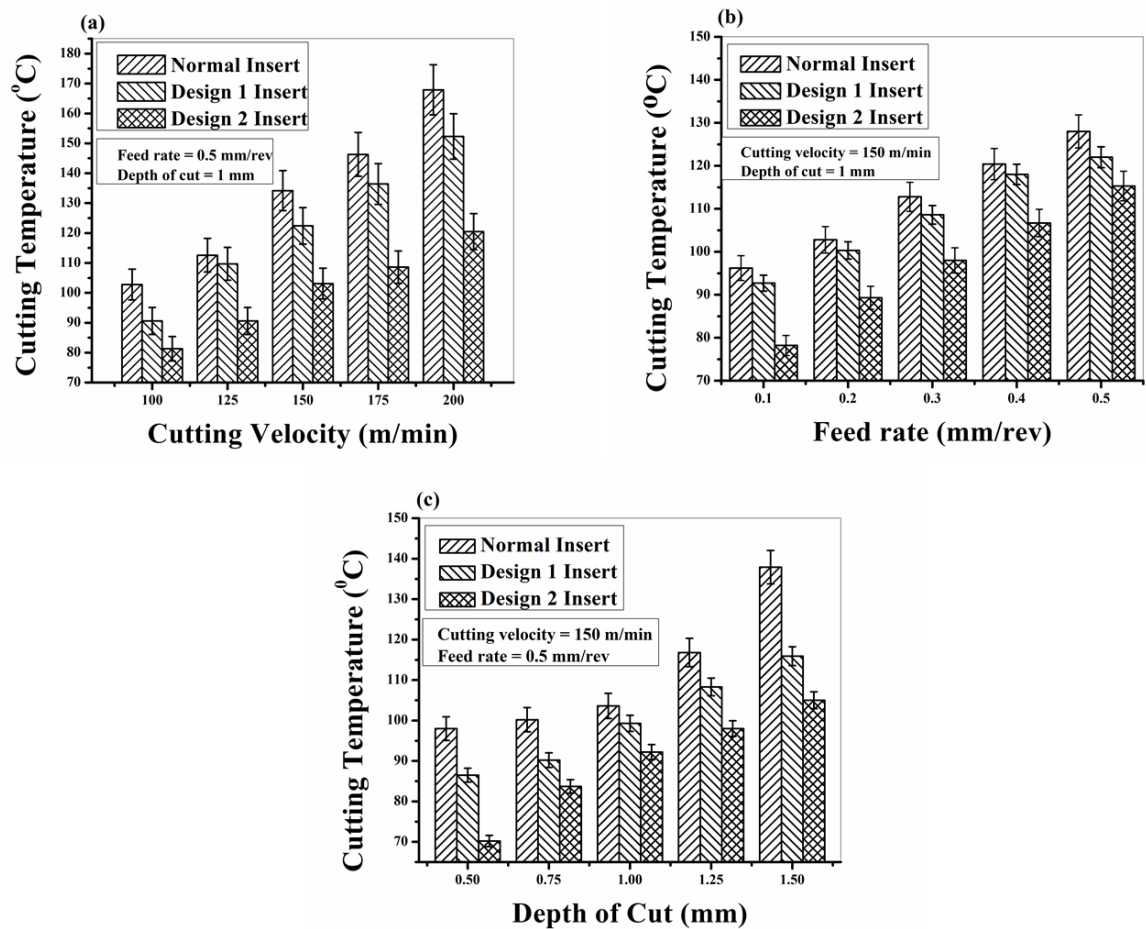 (a)
185
180
170
160
150
140
130
120
110
100
90
80
70
Cutting Temperature (⁰C)
Normal Insert
Design 1 Insert
Design 2 Insert
Feed rate = 0.5 mm/rev
Depth of cut = 1 mm
100 125 150 175 200
Cutting Velocity (m/min)
(b)
150
140
130
120
110
100
90
80
70
Cutting Temperature (⁰C)
Normal Insert
Design 1 Insert
Design 2 Insert
Cutting velocity = 150 m/min
Depth of cut = 1 mm
0.1 0.2 0.3 0.4 0.5
Feed rate (mm/rev)
(c)
150
140
130
120
110
100
90
80
70
Cutting Temperature (⁰C)
Normal Insert
Design 1 Insert
Design 2 Insert
Cutting velocity = 150 m/min
Feed rate = 0.5 mm/rev
0.50 0.75 1.00 1.25 1.50
Depth of Cut (mm)